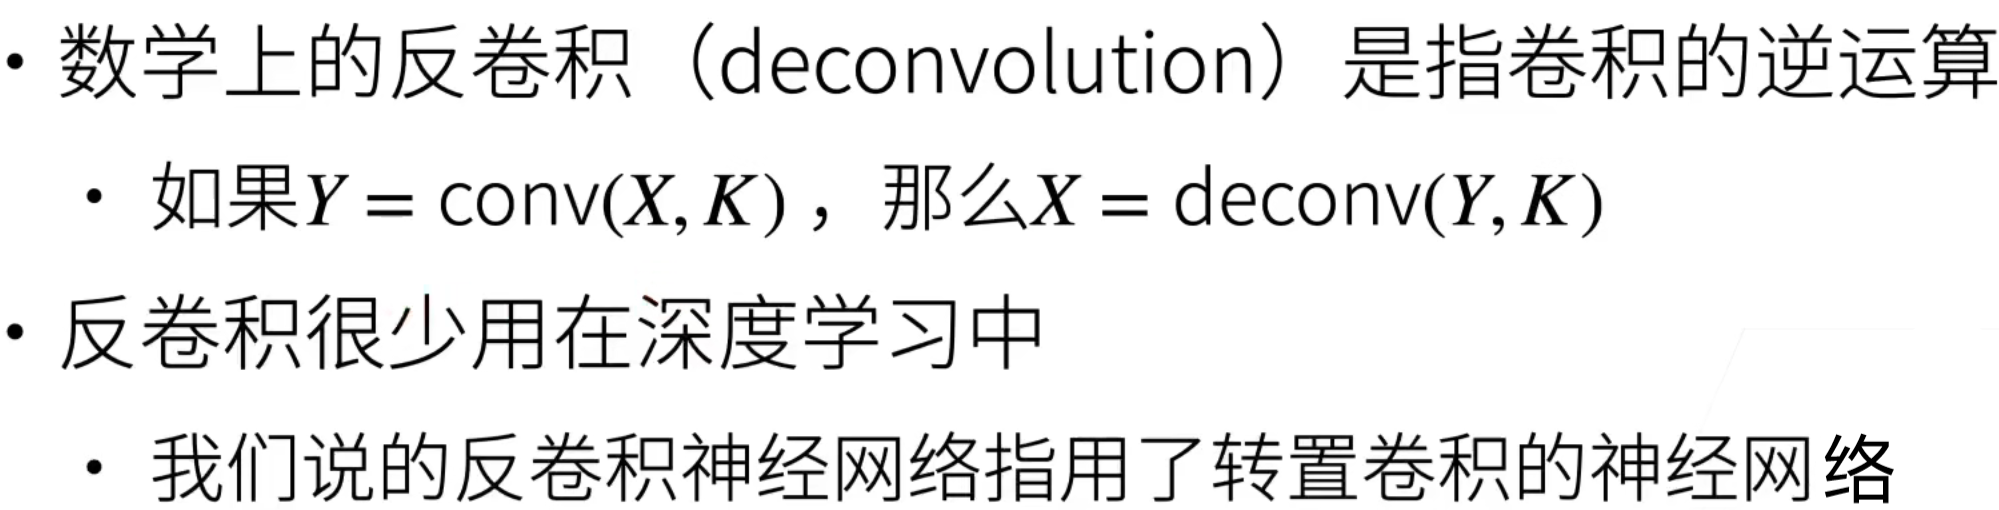 • 数学上的反卷积（deconvolution）是指卷积的逆运算
• 如果Y = conv(X, K)，那么X = deconv(Y, K)
• 反卷积很少用在深度学习中
• 我们说的反卷积神经网络指用了转置卷积的神经网络